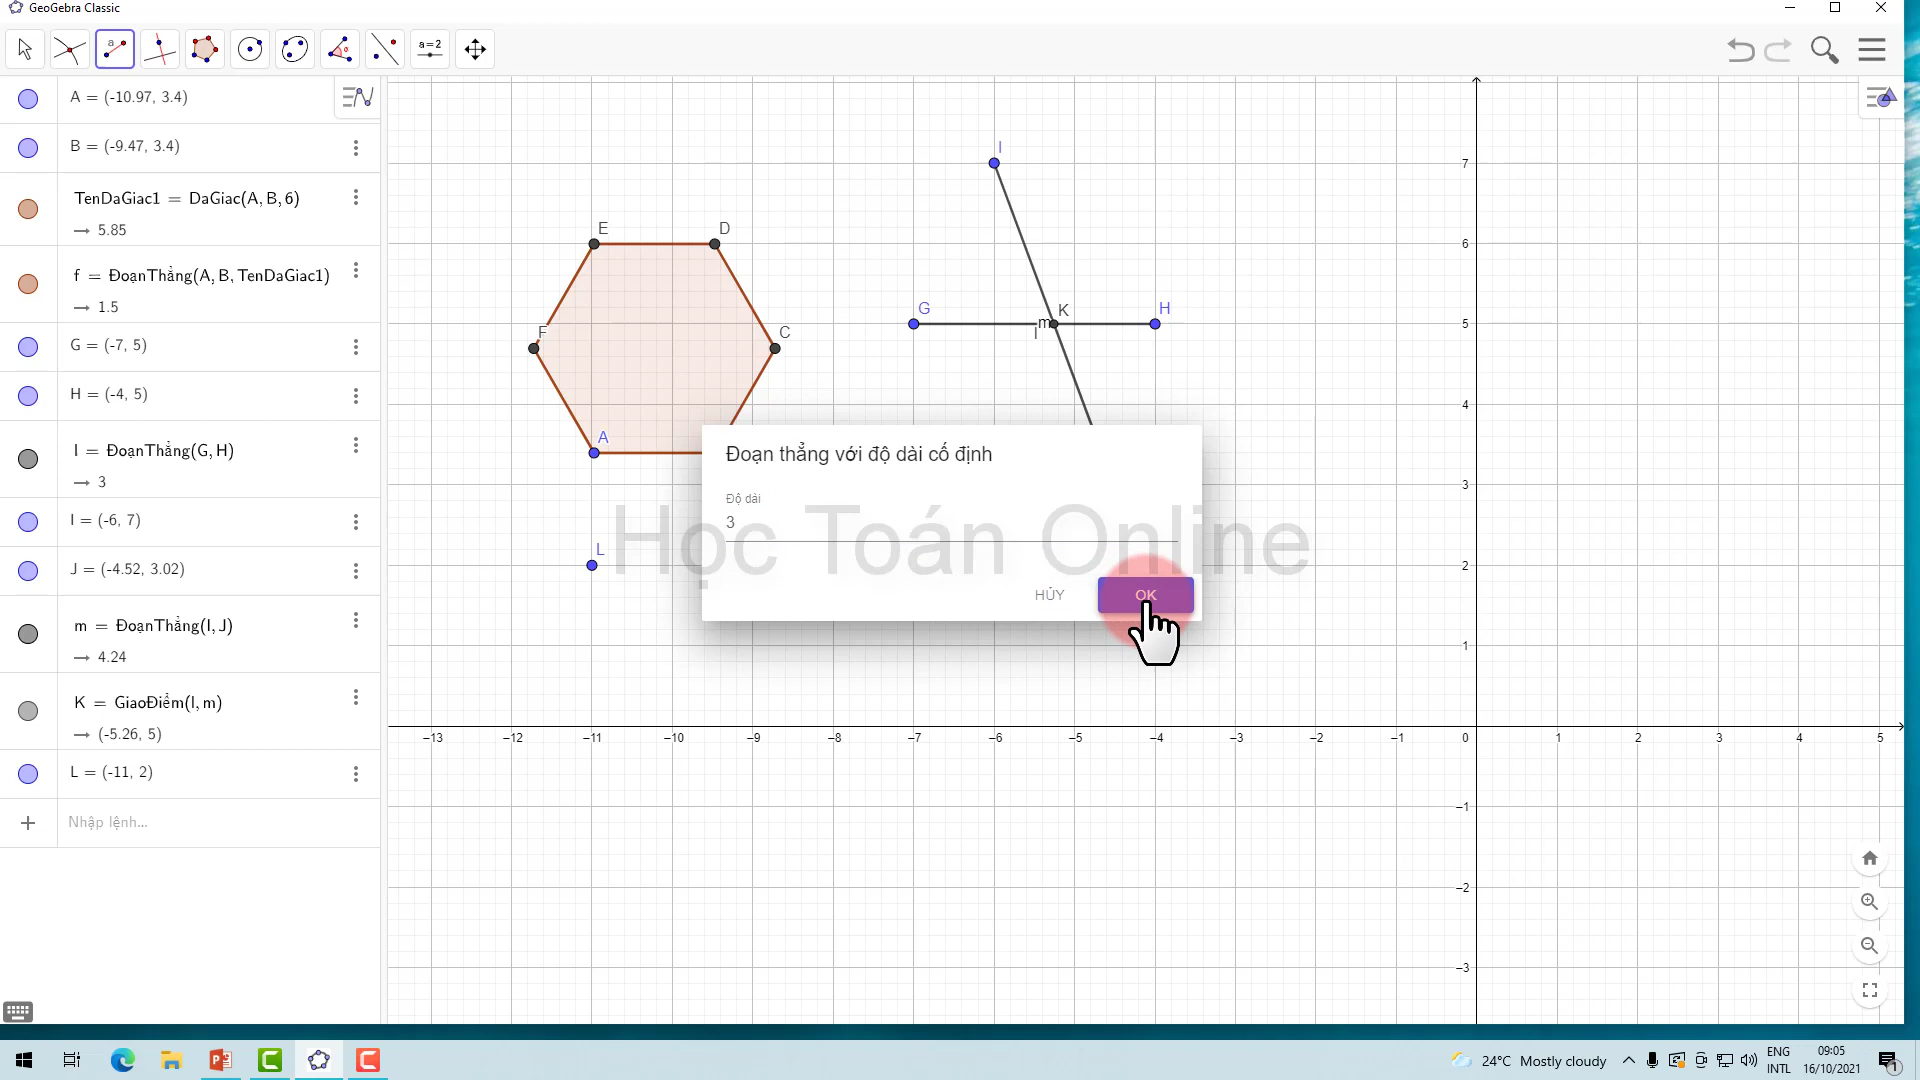 GeoGebra Classic
a
a=2
A = (-10.97, 3.4)
B = (-9.47, 3.4)
TenDaGiac1 = DaGiac(A, B, 6)
→ 5.85
f = ĐoạnThẳng(A, B, TenDaGiac1)
→ 1.5
G = (-7, 5)
H = (-4, 5)
l = ĐoạnThẳng(G, H)
→ 3
I = (-6, 7)
J = (-4.52, 3.02)
m = ĐoạnThẳng(I, J)
→ 4.24
K = GiaoĐiểm(l, m)
→ (-5.26, 5)
L = (-11, 2)
Nhập lệnh...
I
E
D
F
C
A
G
m
K
H
l
L
7
6
5
4
3
2
1
−1
−2
−3
−13 −12 −11 −10 −9 −8 −7 −6 −5 −4 −3 −2 −1 0 1 2 3 4 5
Đoạn thẳng với độ dài cố định
Độ dài
3
HỦY OK
Học Toán Online
24°C Mostly cloudy
ENG
INTL
09:05
16/10/2021
1